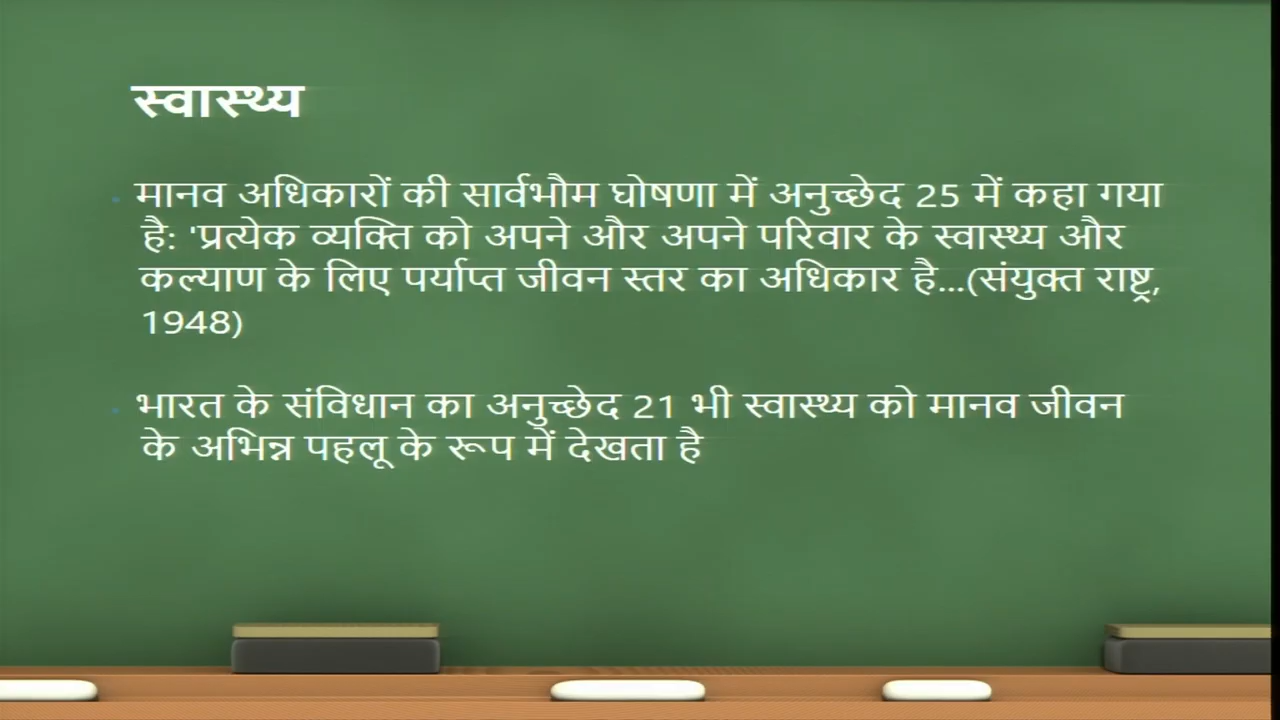 स्वास्थ्य
मानव अधिकारों की सार्वभौम घोषणा में अनुच्छेद 25 में कहा गया
है: 'प्रत्येक व्यक्ति को अपने और अपने परिवार के स्वास्थ्य और
कल्याण के लिए पर्याप्त जीवन स्तर का अधिकार है...(संयुक्त राष्ट्र,
1948)
भारत के संविधान का अनुच्छेद 21 भी स्वास्थ्य को मानव जीवन
के अभिन्न पहलू के रूप में देखता है